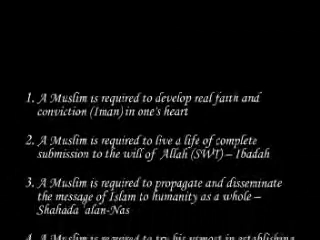 1. A Muslim is required to develop real faith and
conviction (Iman) in one's heart
2. A Muslim is required to live a life of complete
submission to the will of Allah (SWT) – Ibadah
3. A Muslim is required to propagate and disseminate
the message of Islam to humanity as a whole –
Shahada 'alan-Nas
4. A Muslim is required to try his utmost in establishing